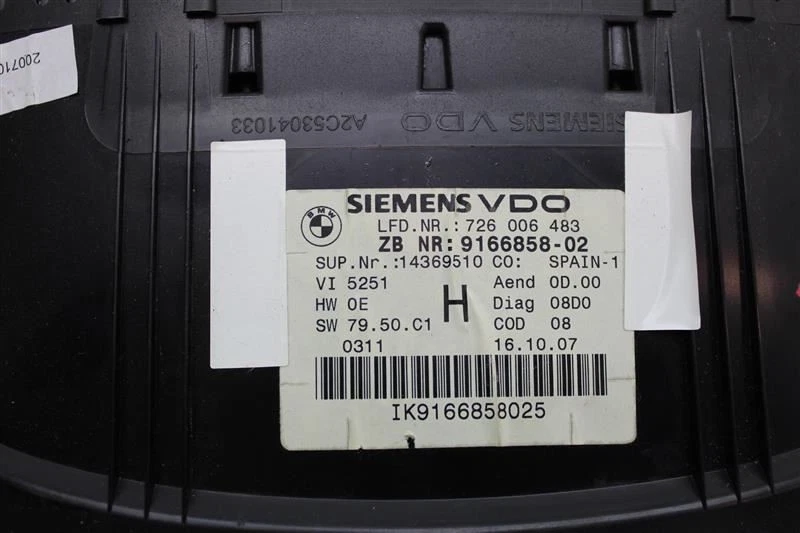 200710
SIEMENS VDO A2C53041033
BMW
SIEMENS VDO
LFD.NR.: 726 006 483
ZB NR: 9166858-02
SUP.Nr.:14369510 CO: SPAIN-1
VI 5251 Aend 0D.00
HW 0E H Diag 08D0
SW 79.50.C1 COD 08
0311 16.10.07
IK9166858025